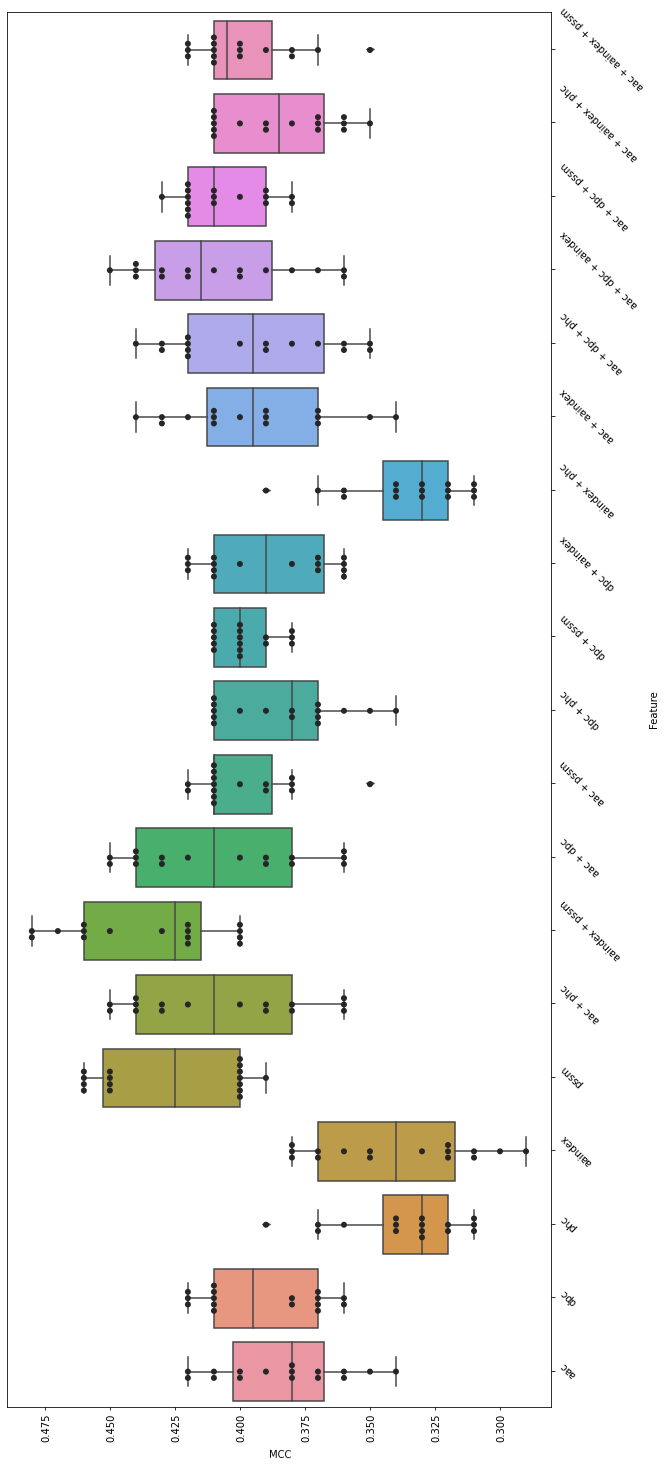 aac + aaindex + pssm
aac + aaindex + phc
aac + dpc + pssm
aac + dpc + aaindex
aac + dpc + phc
aac + aaindex
aaindex + phc
dpc + aaindex
dpc + pssm
dpc + phc
aac + pssm
aac + dpc
aaindex + pssm
aac + phc
pssm
aaindex
phc
dpc
aac
Feature
0.475
0.450
0.425
0.400
0.375
0.350
0.325
0.300
MCC